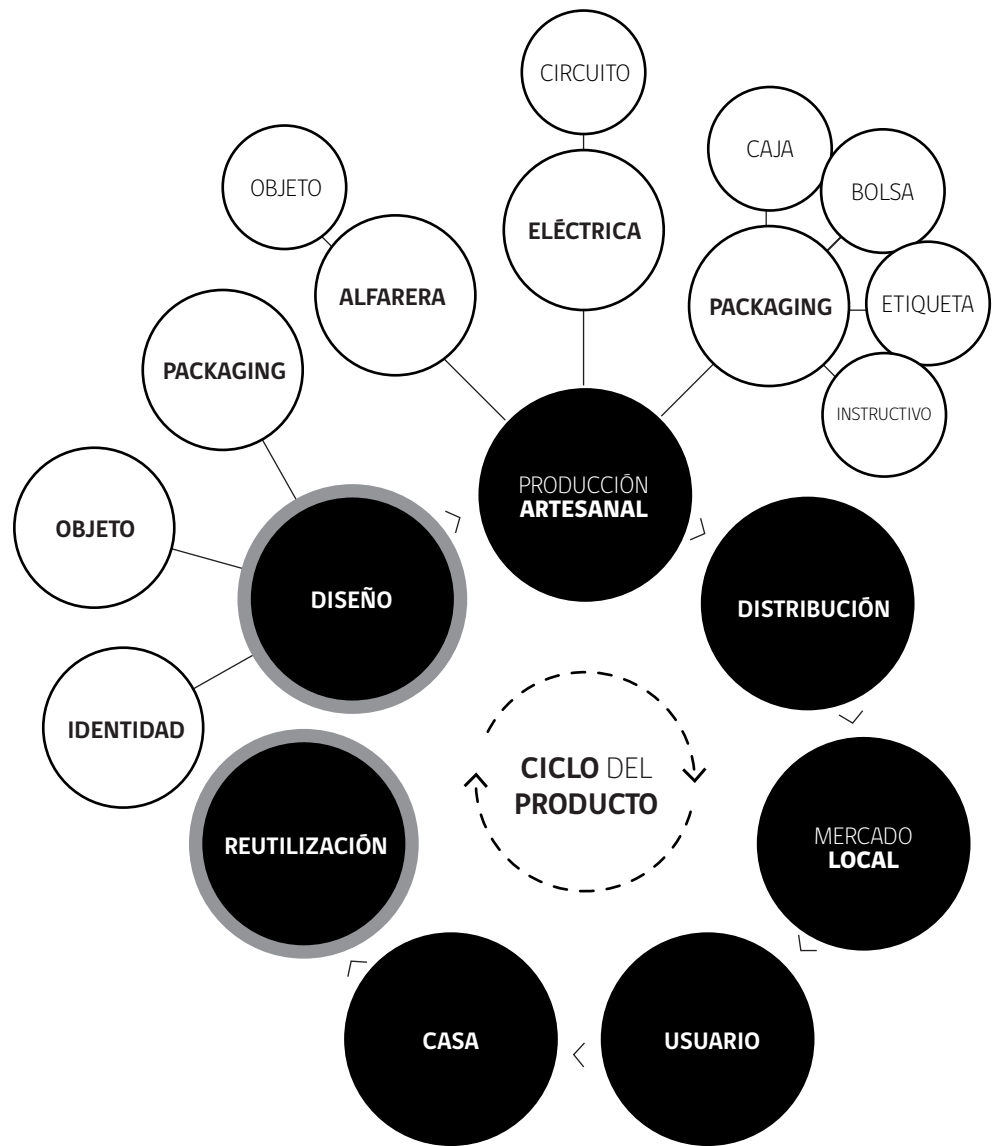 CIRCUITO
CAJA
OBJETO
BOLSA
ELÉCTRICA
ALFARERA
PACKAGING
ETIQUETA
PACKAGING
INSTRUCTIVO
PRODUCCIÓN
ARTESANAL
OBJETO
DISEÑO
DISTRIBUCIÓN
IDENTIDAD
CICLO DEL
PRODUCTO
REUTILIZACIÓN
MERCADO
LOCAL
CASA
USUARIO